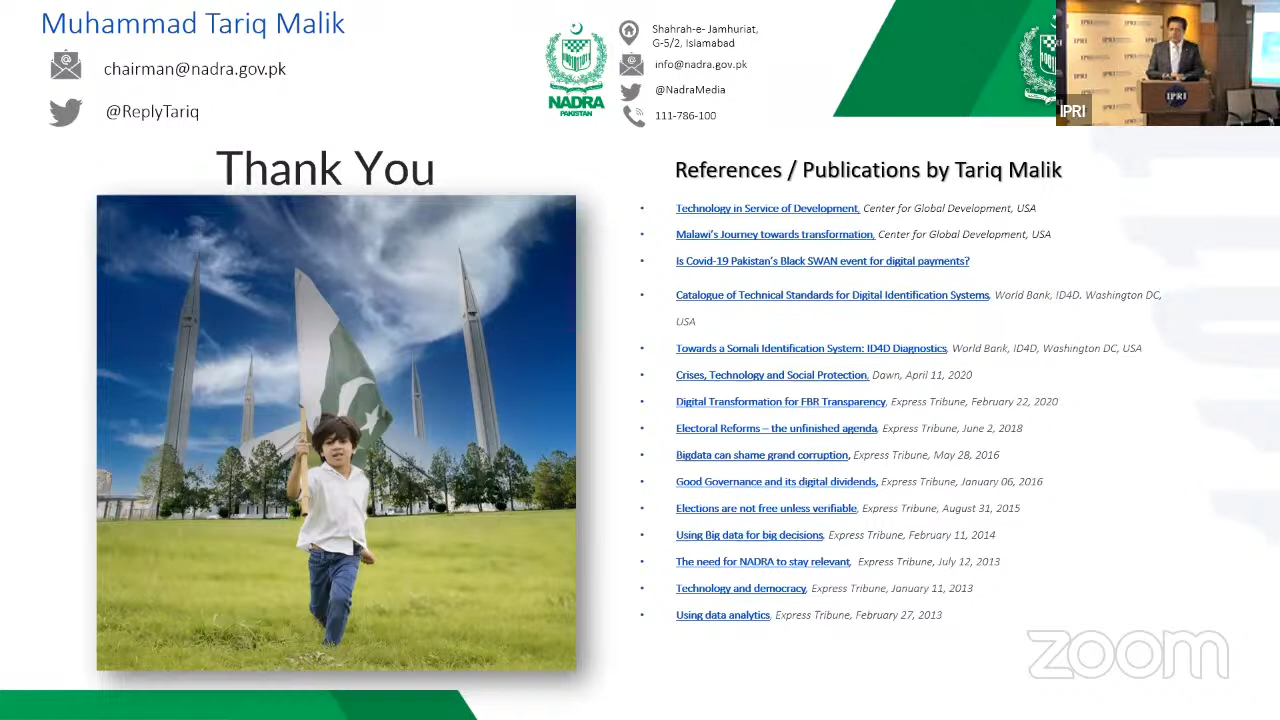 Muhammad Tariq Malik
chairman@nadra.gov.pk
@ReplyTariq
NADRA
PAKISTAN
Shahrah-e- Jamhuriat,
G-5/2, Islamabad
info@nadra.gov.pk
@NadraMedia
111-786-100
IPRI
IPRI
Thank You
References / Publications by Tariq Malik
• Technology in Service of Development, Center for Global Development, USA
• Malawi's Journey towards transformation, Center for Global Development, USA
• Is Covid-19 Pakistan's Black SWAN event for digital payments?
• Catalogue of Technical Standards for Digital Identification Systems, World Bank, ID4D. Washington DC,
USA
• Towards a Somali Identification System: ID4D Diagnostics, World Bank, ID4D, Washington DC, USA
• Crises, Technology and Social Protection, Dawn, April 11, 2020
• Digital Transformation for FBR Transparency, Express Tribune, February 22, 2020
• Electoral Reforms – the unfinished agenda, Express Tribune, June 2, 2018
• Bigdata can shame grand corruption, Express Tribune, May 28, 2016
• Good Governance and its digital dividends, Express Tribune, January 06, 2016
• Elections are not free unless verifiable, Express Tribune, August 31, 2015
• Using Big data for big decisions, Express Tribune, February 11, 2014
• The need for NADRA to stay relevant, Express Tribune, July 12, 2013
• Technology and democracy, Express Tribune, January 11, 2013
• Using data analytics, Express Tribune, February 27, 2013
zoom